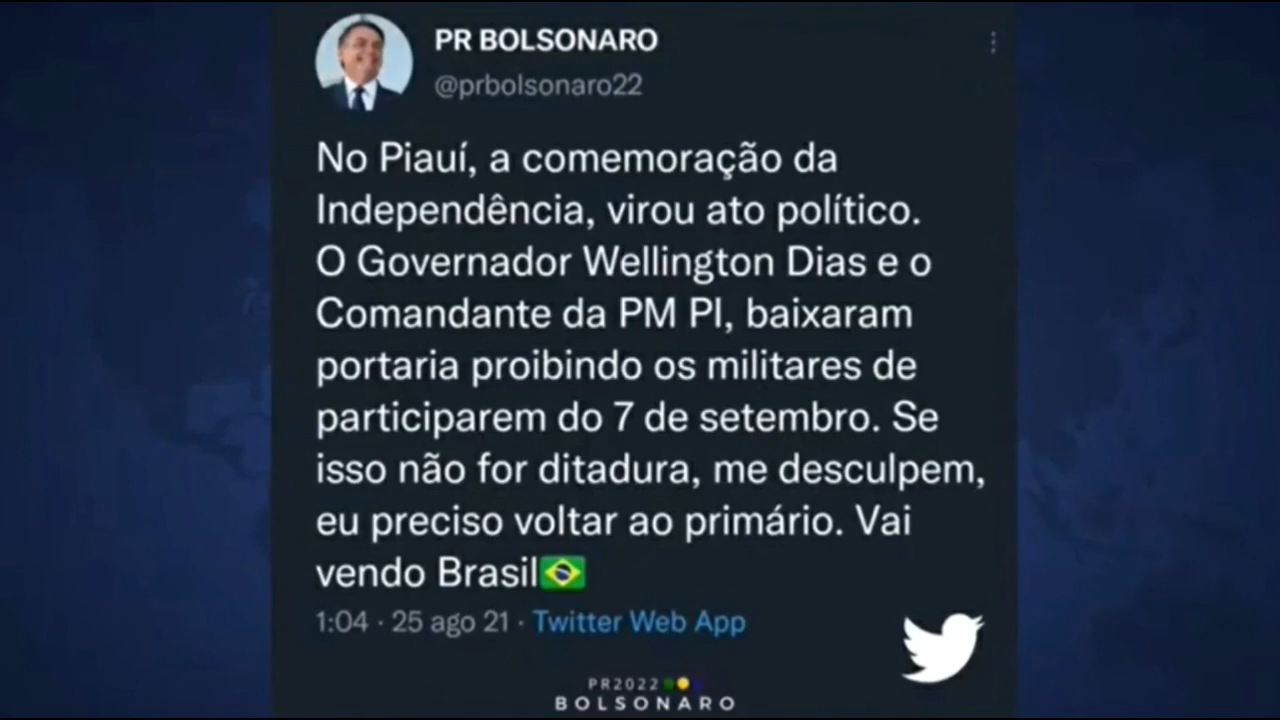 PR BOLSONARO
@prbolsonaro22
No Piauí, a comemoração da
Independência, virou ato político.
O Governador Wellington Dias e o
Comandante da PM PI, baixaram
portaria proibindo os militares de
participarem do 7 de setembro. Se
isso não for ditadura, me desculpem,
eu preciso voltar ao primário. Vai
vendo Brasil🇧🇷
1:04 · 25 ago 21 · Twitter Web App
PR2022
BOLSONARO